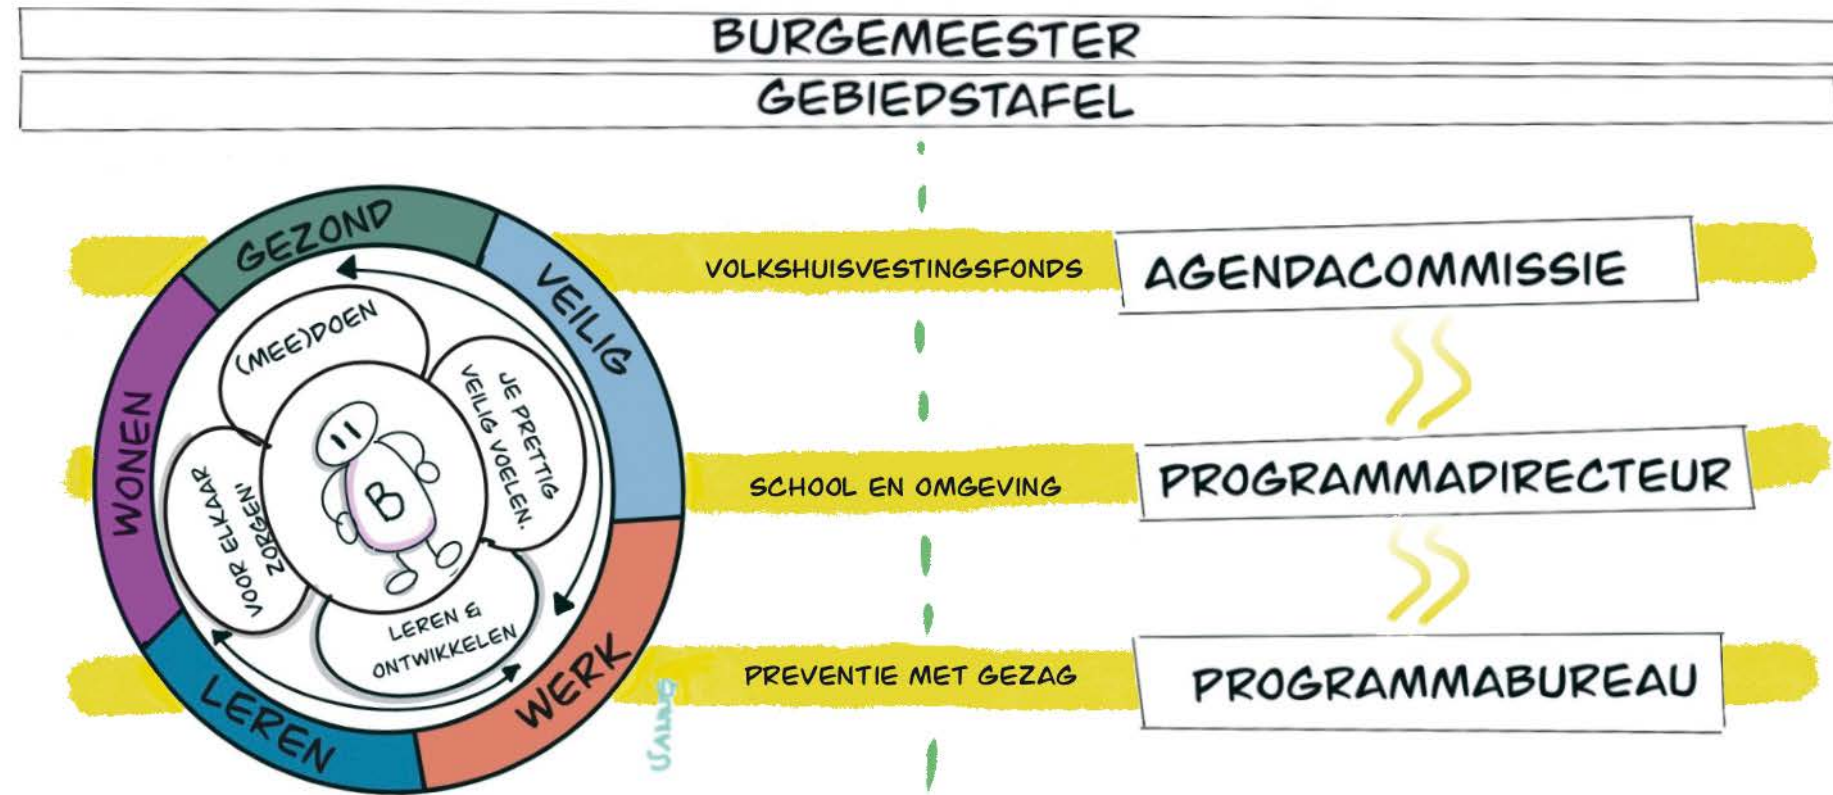 BURGEMEESTER
GEBIEDSTAFEL
GEZOND
VEILIG
WERK
LEREN
WONEN
(MEE)DOEN
JE PRETTIG
VEILIG VOELEN.
LEREN &
ONTWIKKELEN
VOOR ELKAAR
ZORGEN!
B
VOLKSHUISVESTINGSFONDS
AGENDACOMMISSIE
SCHOOL EN OMGEVING
PROGRAMMADIRECTEUR
PREVENTIE MET GEZAG
PROGRAMMABUREAU